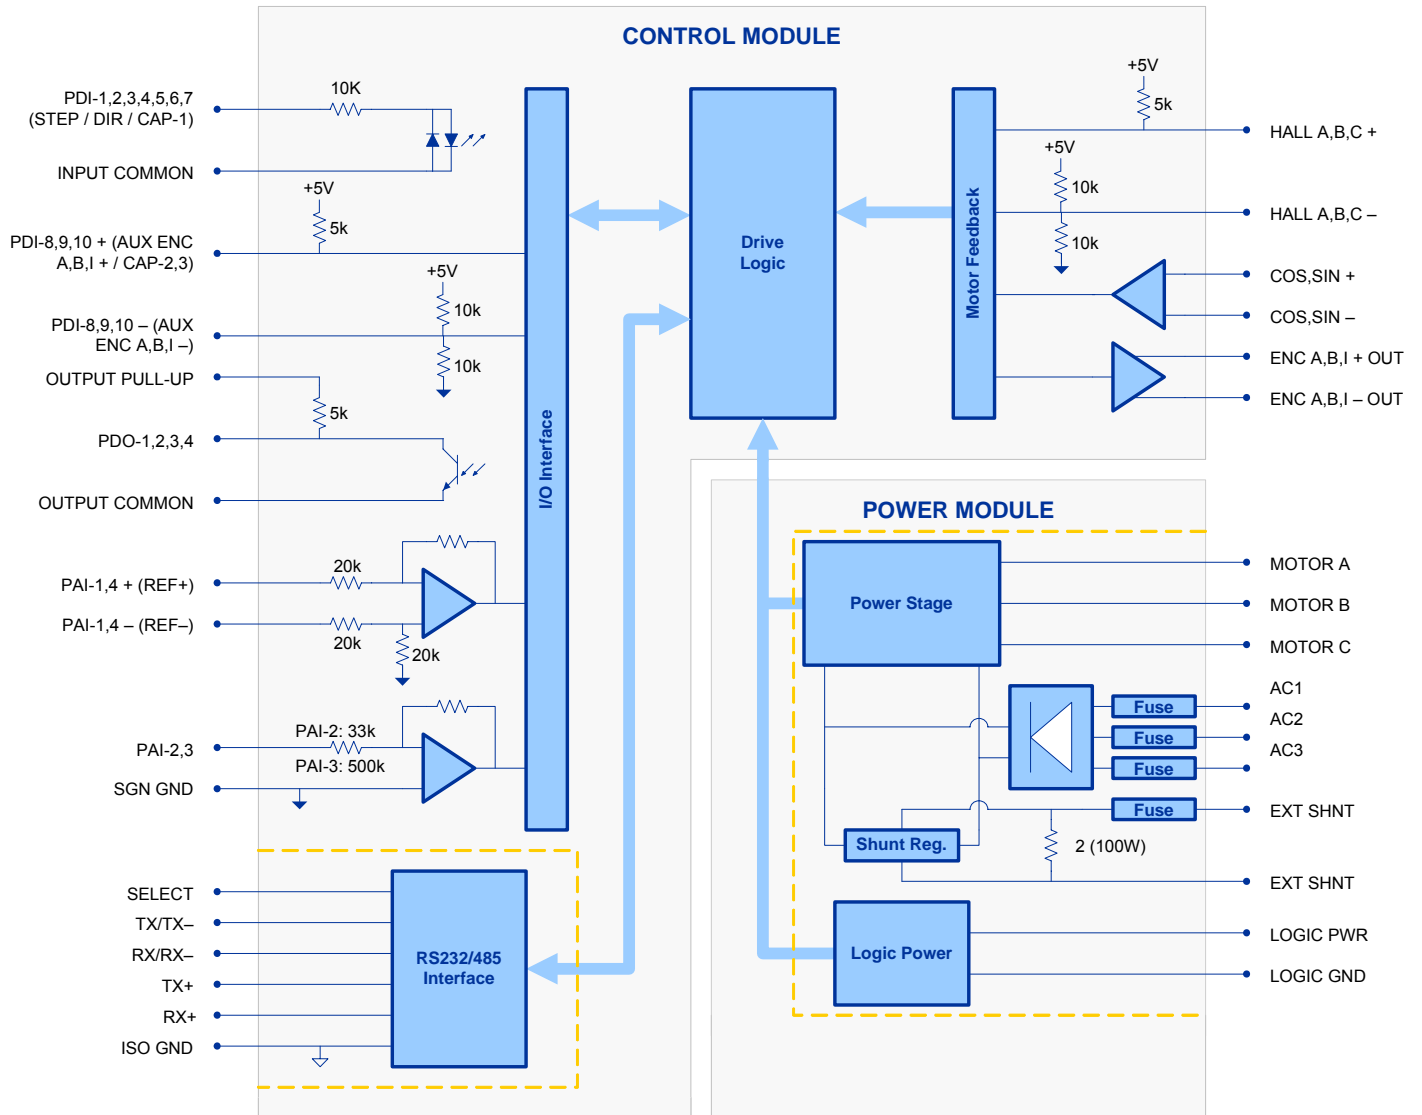 CONTROL MODULE
PDI-1,2,3,4,5,6,7
(STEP / DIR / CAP-1)
10K
INPUT COMMON
+5V
5k
PDI-8,9,10 + (AUX ENC
A,B,I + / CAP-2,3)
+5V
10k
PDI-8,9,10 – (AUX
ENC A,B,I –)
10k
OUTPUT PULL-UP
5k
PDO-1,2,3,4
OUTPUT COMMON
PAI-1,4 + (REF+)
20k
PAI-1,4 – (REF–)
20k
20k
PAI-2,3
PAI-2: 33k
PAI-3: 500k
SGN GND
I/O Interface
Drive
Logic
Motor Feedback
+5V
5k
HALL A,B,C +
+5V
10k
HALL A,B,C –
10k
COS,SIN +
COS,SIN –
ENC A,B,I + OUT
ENC A,B,I – OUT
SELECT
TX/TX–
RX/RX–
TX+
RX+
ISO GND
RS232/485
Interface
POWER MODULE
Power Stage
MOTOR A
MOTOR B
MOTOR C
AC1
Fuse
AC2
Fuse
AC3
Fuse
Fuse
EXT SHNT
Shunt Reg.
2 (100W)
EXT SHNT
Logic Power
LOGIC PWR
LOGIC GND